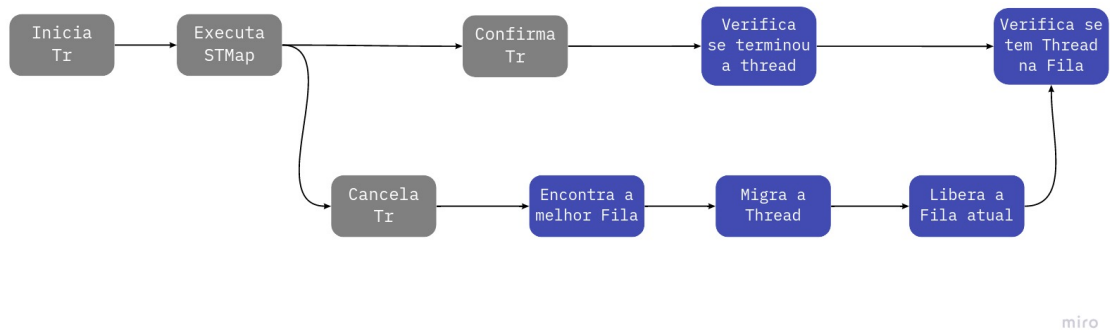 Inicia
Tr
Executa
STMap
Confirma
Tr
Verifica
se terminou
a thread
Verifica se
tem Thread
na Fila
Cancela
Tr
Encontra a
melhor Fila
Migra a
Thread
Libera a
Fila atual
miro